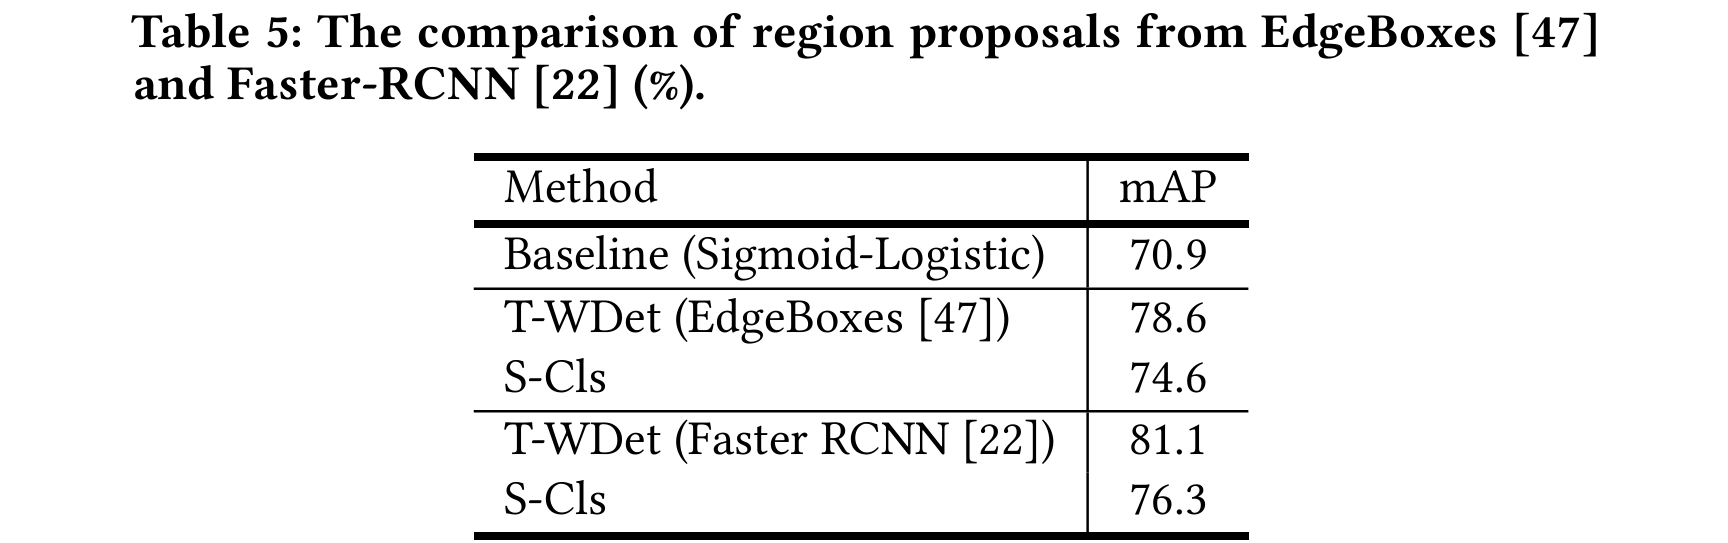 Table 5: The comparison of region proposals from EdgeBoxes [47]
and Faster-RCNN [22] (%).
Method mAP
Baseline (Sigmoid-Logistic) 70.9
T-WDet (EdgeBoxes [47]) 78.6
S-Cls 74.6
T-WDet (Faster RCNN [22]) 81.1
S-Cls 76.3